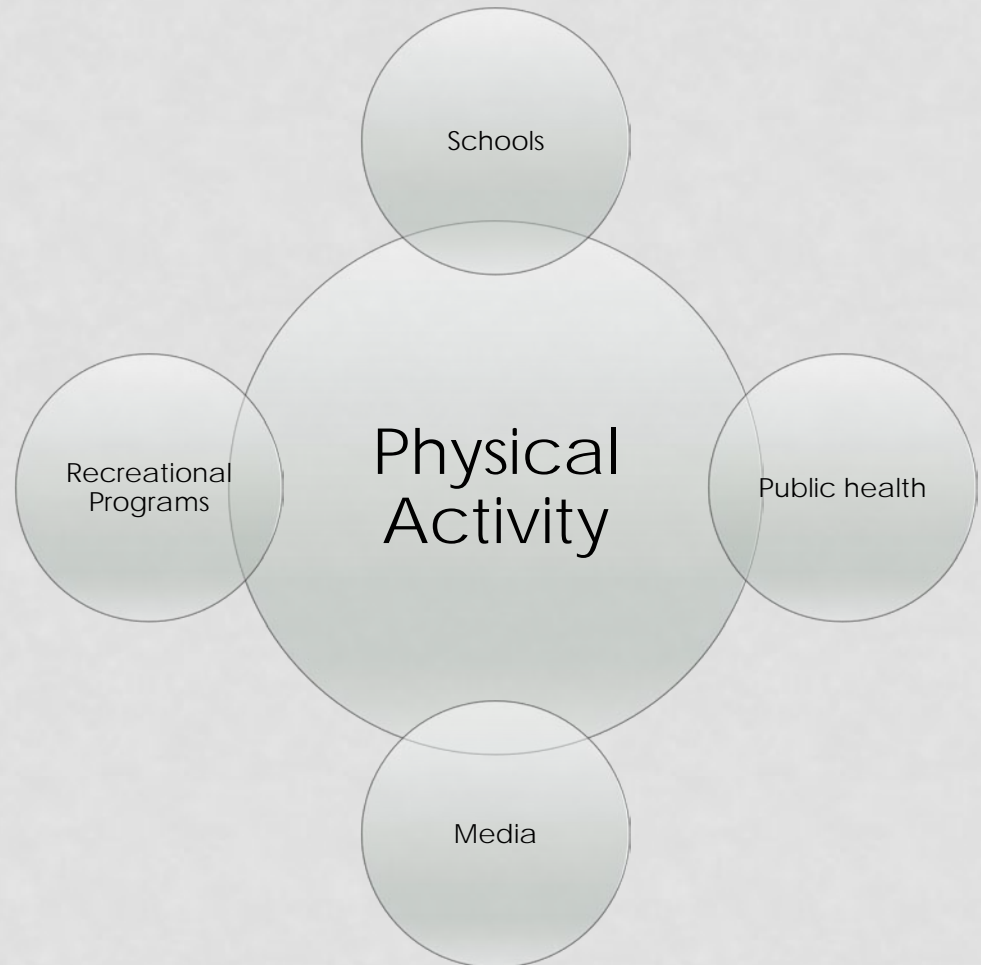 Schools
Recreational
Programs
Physical
Activity
Public health
Media